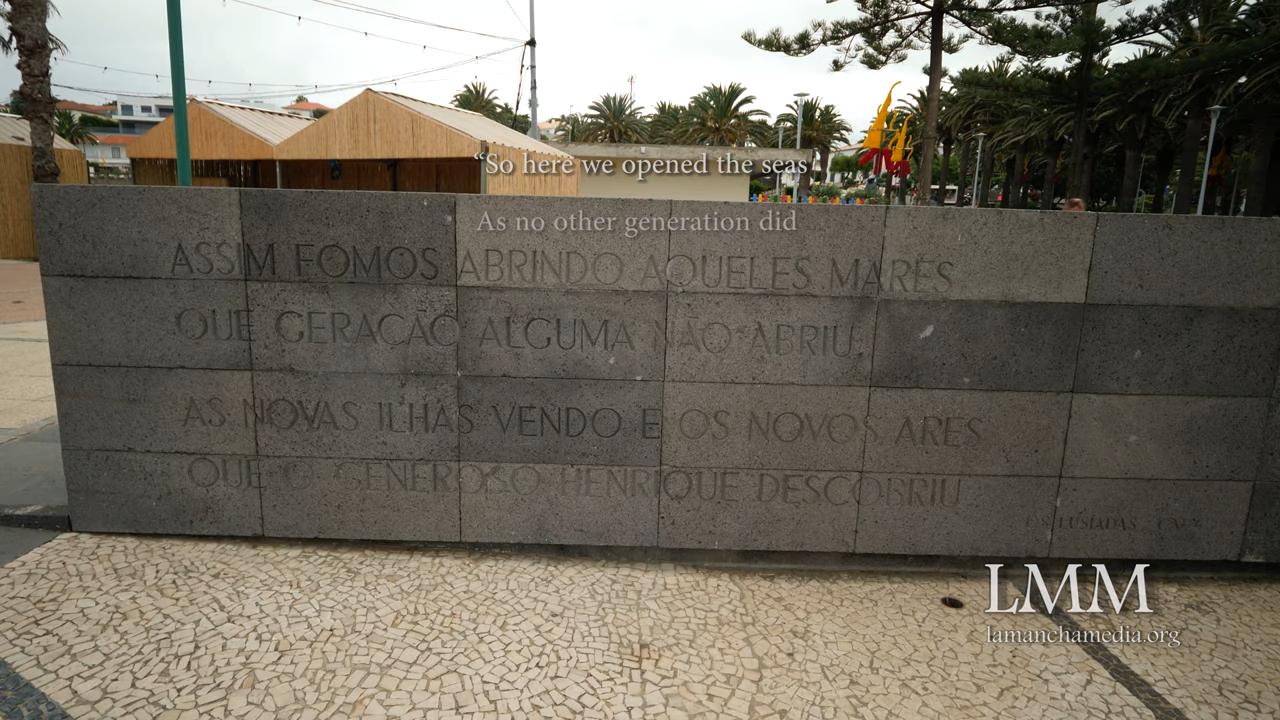 “So here we opened the seas
As no other generation did
ASSIM FOMOS ABRINDO AQUELES MARES
QUE GERAÇÃO ALGUMA NÃO ABRIU,
AS NOVAS ILHAS VENDO E OS NOVOS ARES
QUE O GENEROSO HENRIQUE DESCOBRIU
OS LUSÍADAS
LMM
lamanchamedia.org